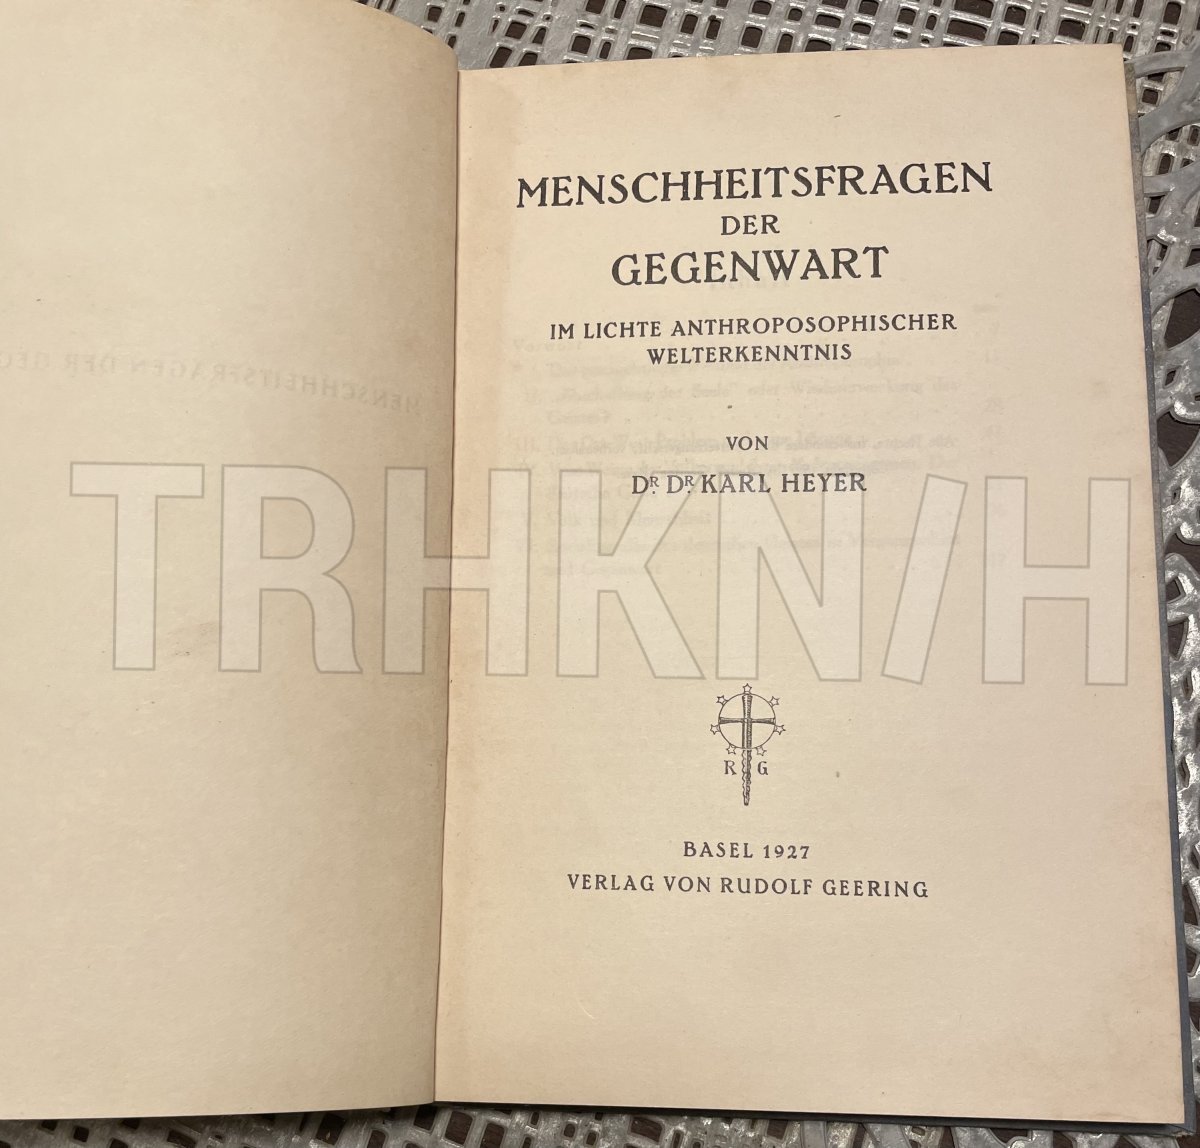 MENSCHHEITSFRAGEN
DER
GEGENWART
IM LICHTE ANTHROPOSOPHISCHER
WELTERKENNTNIS
VON
DR. DR. KARL HEYER
TRHKN/H
R G
BASEL 1927
VERLAG VON RUDOLF GEERING